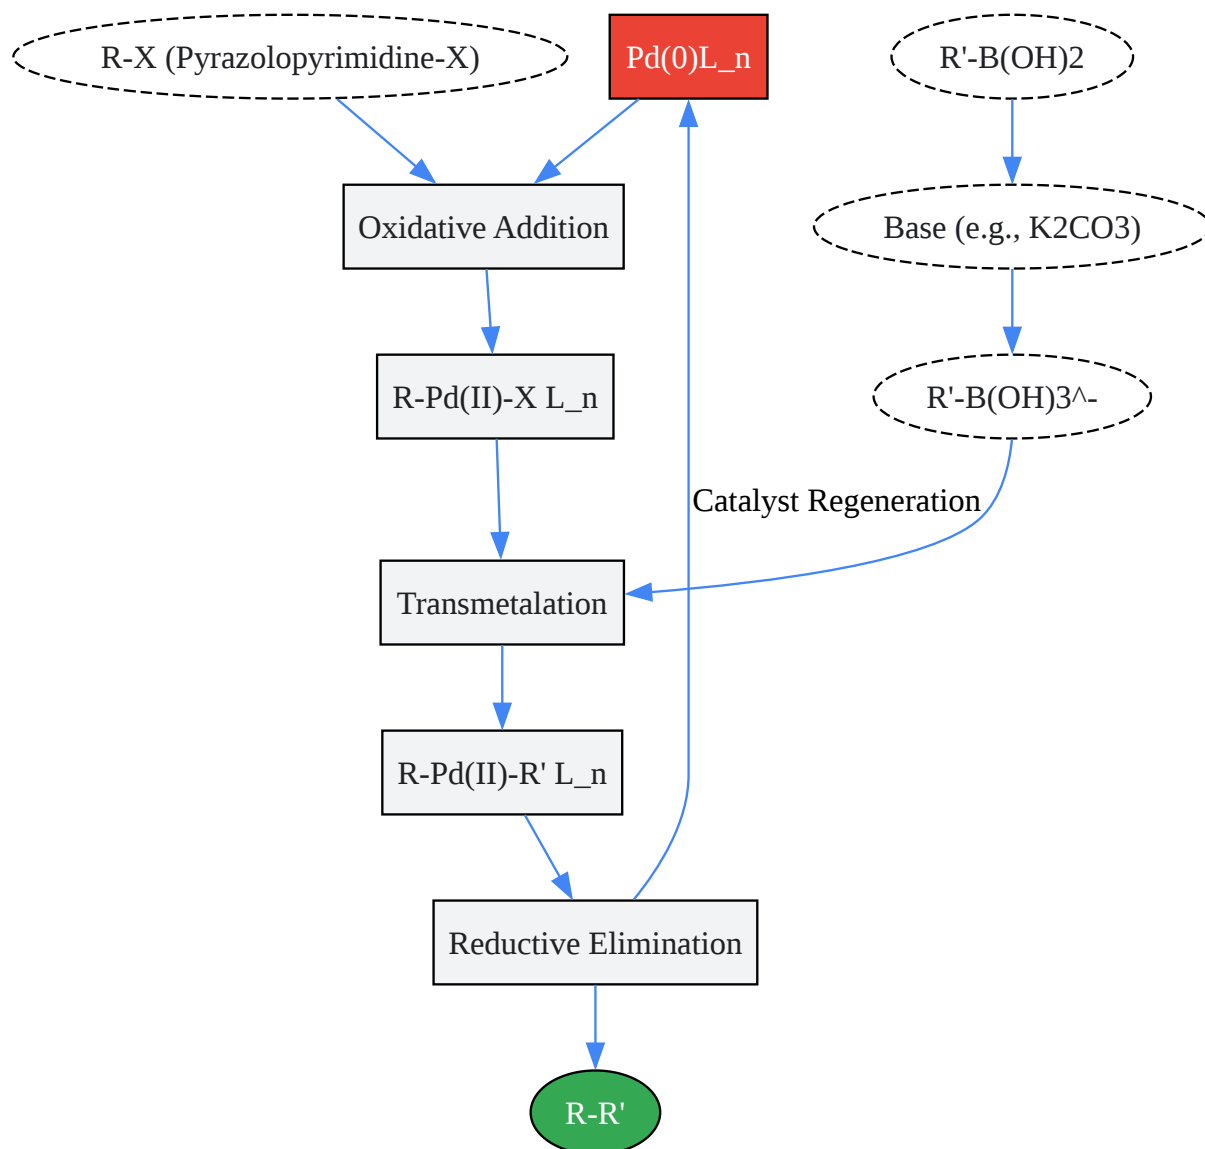 R-X (Pyrazolopyrimidine-X)
Pd(0)L_n
R'-B(OH)2
Oxidative Addition
Base (e.g., K2CO3)
R-Pd(II)-X L_n
R'-B(OH)3^-
Catalyst Regeneration
Transmetalation
R-Pd(II)-R' L_n
Reductive Elimination
R-R'